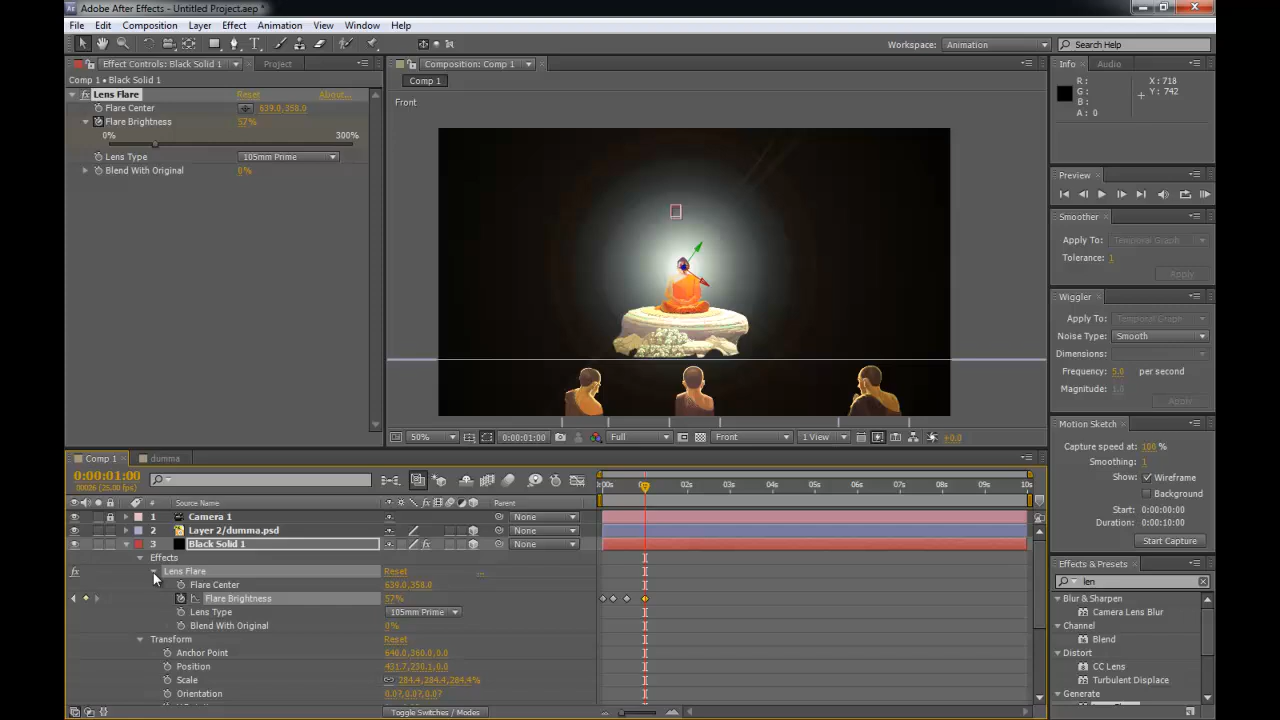 Adobe After Effects - Untitled Project.aep *
File Edit Composition Layer Effect Animation View Window Help
Workspace: Animation Search Help
Effect Controls: Black Solid 1 Project
Comp 1 • Black Solid 1
Lens Flare Reset About...
Flare Center 639.0,358.0
Flare Brightness 57%
0% 300%
Lens Type 105mm Prime
Blend With Original 0%
Composition: Comp 1
Comp 1
Front
50% 0:00:01:00 Full Front 1 View +0.0
Info Audio
R: X: 718
G: Y: 742
B:
A: 0
Preview
Smoother
Apply To: Temporal Graph
Tolerance: 1
Apply
Wiggler
Apply To: Temporal Graph
Noise Type: Smooth
Dimensions:
Frequency: 5.0 per second
Magnitude: 1.0
Apply
Motion Sketch
Capture speed at: 100 %
Smoothing: 1
Show: Wireframe
Background
Start: 0:00:00:00
Duration: 0:00:10:00
Start Capture
Effects & Presets
len
Blur & Sharpen
Camera Lens Blur
Channel
Blend
Distort
CC Lens
Turbulent Displace
Generate
Comp 1 dumma
0:00:01:00
00026 (25.00 fps)
# Source Name Parent
02s 03s 04s 05s 06s 07s 08s 09s 10s
1 Camera 1 None
2 Layer 2/dumma.psd None
3 Black Solid 1 None
Effects
Lens Flare Reset ...
Flare Center 639.0,358.0
Flare Brightness 57%
Lens Type 105mm Prime
Blend With Original 0%
Transform Reset
Anchor Point 640.0,360.0,0.0
Position 431.7,230.1,0.0
Scale 284.4,284.4,284.4%
Orientation 0.0°,0.0°,0.0°
Toggle Switches / Modes